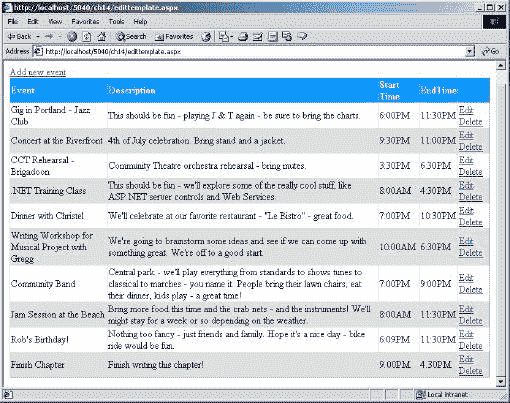 http://localhost/5040/ch14/edittemplate.aspx
File Edit View Favorites Tools Help
Back Search Favorites
Address http://localhost/5040/ch14/edittemplate.aspx Go
Add new event
Event Description Start Time EndTime
Gig in Portland - Jazz Club This should be fun - playing J & T again - be sure to bring the charts. 6:00PM 11:30PM Edit Delete
Concert at the Riverfront 4th of July celebration. Bring stand and a jacket. 9:30PM 11:00PM Edit Delete
CCT Rehearsal - Brigadoon Community Theatre orchestra rehearsal - bring mutes. 3:30PM 6:30PM Edit Delete
.NET Training Class This should be fun - we'll explore some of the really cool stuff, like ASP.NET server controls and Web Services. 8:00AM 4:30PM Edit Delete
Dinner with Christel We'll celebrate at our favorite restaurant - "Le Bistro" - great food. 7:00PM 10:30PM Edit Delete
Writing Workshop for Musical Project with Gregg We're going to brainstorm some ideas and see if we can come up with something great. We're off to a good start. 10:00AM 6:30PM Edit Delete
Community Band Central park - we'll play everything from standards to shows tunes to classical to marches - you name it. People bring their lawn chairs, eat their dinner, kids play - a great time! 7:00PM 9:00PM Edit Delete
Jam Session at the Beach Bring more food this time and the crab nets - and the instruments! We'll might stay for a week or so depending on the weather. 8:00AM 11:30PM Edit Delete
Rob's Birthday! Nothing too fancy - just friends and family. Hope it's a nice day - bike ride would be fun. 6:09PM 11:30PM Edit Delete
Finish Chapter Finish writing this chapter! 9:00PM 4:30PM Edit Delete
Local intranet